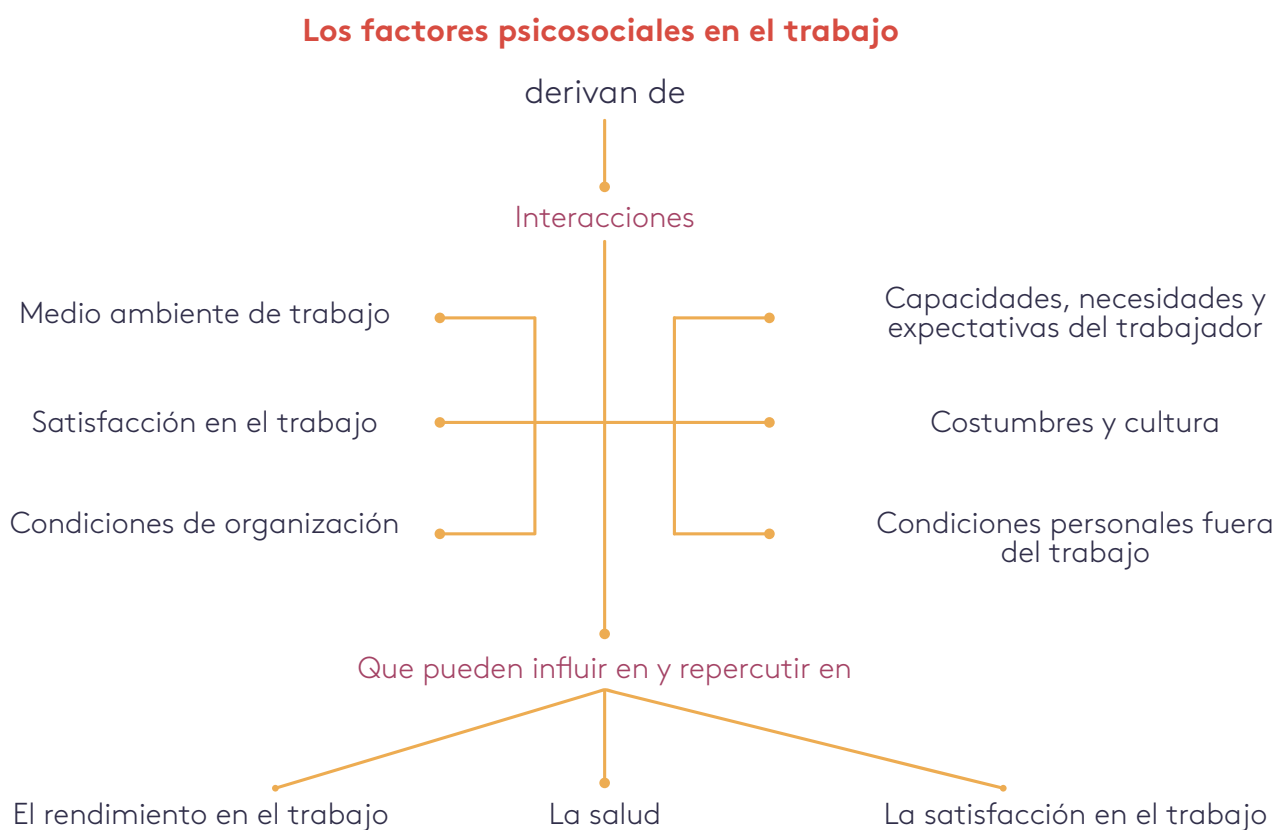 Los factores psicosociales en el trabajo
derivan de
Interacciones
Medio ambiente de trabajo
Capacidades, necesidades y
expectativas del trabajador
Satisfacción en el trabajo
Costumbres y cultura
Condiciones de organización
Condiciones personales fuera
del trabajo
Que pueden influir en y repercutir en
El rendimiento en el trabajo
La salud
La satisfacción en el trabajo